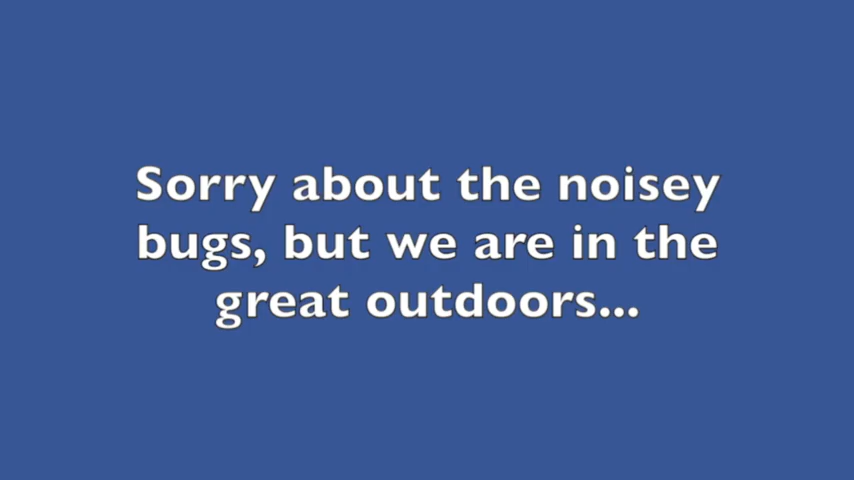 Sorry about the noisey
bugs, but we are in the
great outdoors...